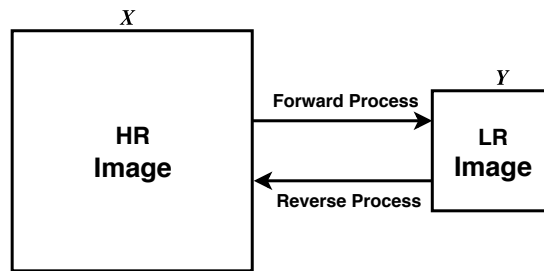 X
Y
Forward Process
HR
Image
LR
Image
Reverse Process